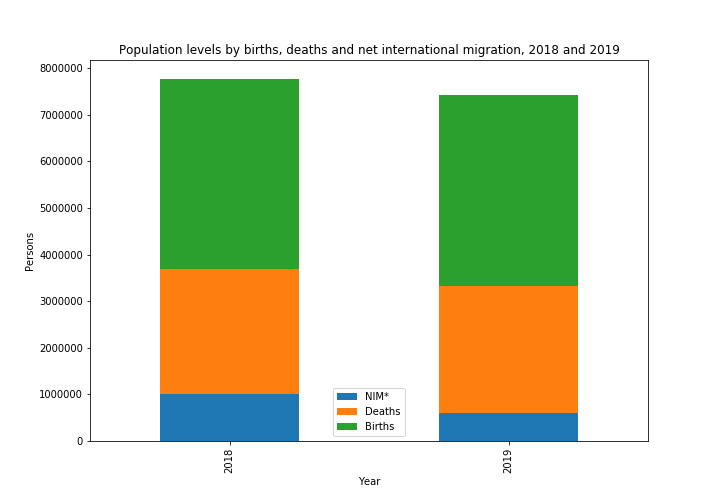 Population levels by births, deaths and net international migration, 2018 and 2019
8000000
7000000
6000000
5000000
4000000
3000000
2000000
1000000
0
Persons
NIM*
Deaths
Births
2018
2019
Year